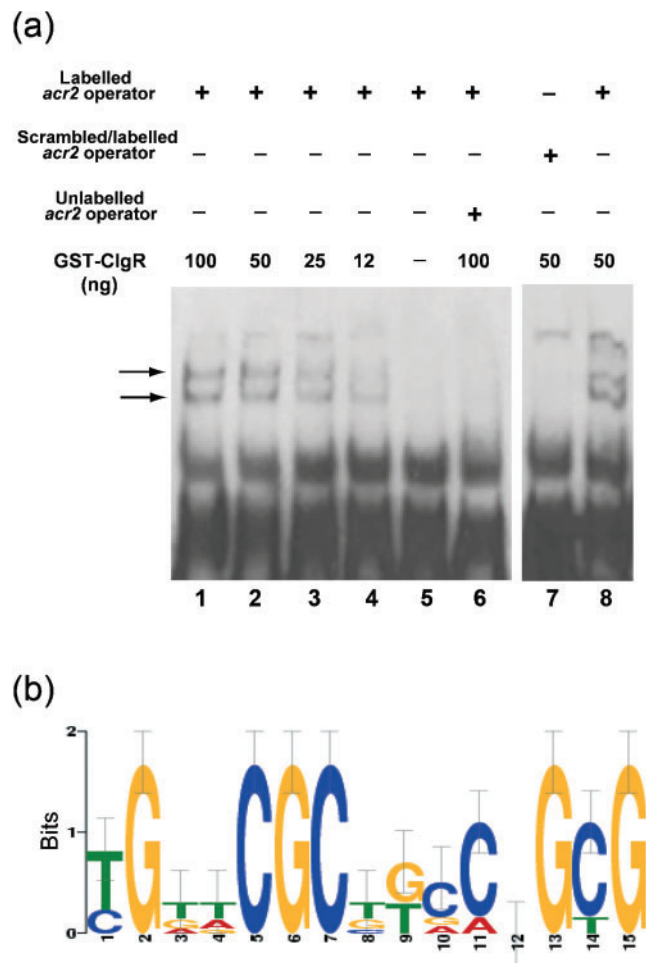 (a)
Labelled
acr2 operator + + + + + + – +
Scrambled/labelled
acr2 operator – – – – – – + –
Unlabelled
acr2 operator – – – – – + – –
GST-ClgR 100 50 25 12 – 100 50 50
(ng)
1 2 3 4 5 6 7 8
(b)
2
1
0
Bits
T G T T C G C T G C C G C G
C G A G T G A T
A G C A
1 2 3 4 5 6 7 8 9 10 11 12 13 14 15